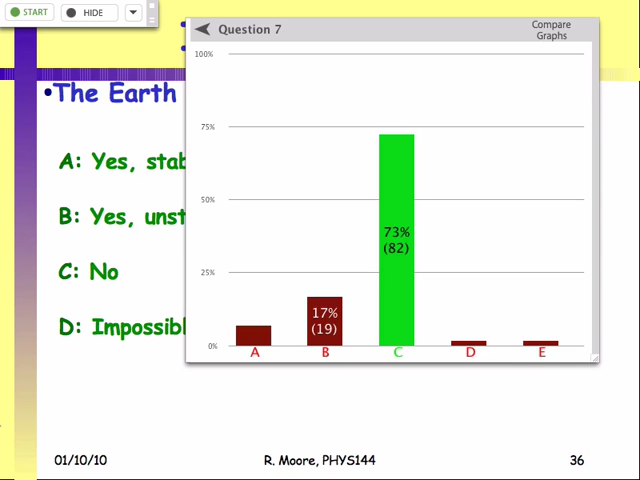 START
HIDE
Question 7
Compare
Graphs
100%
75%
50%
25%
0%
73%
(82)
17%
(19)
A
B
C
D
E
•The Earth
A: Yes, stab
B: Yes, unst
C: No
D: Impossibl
01/10/10
R. Moore, PHYS144
36